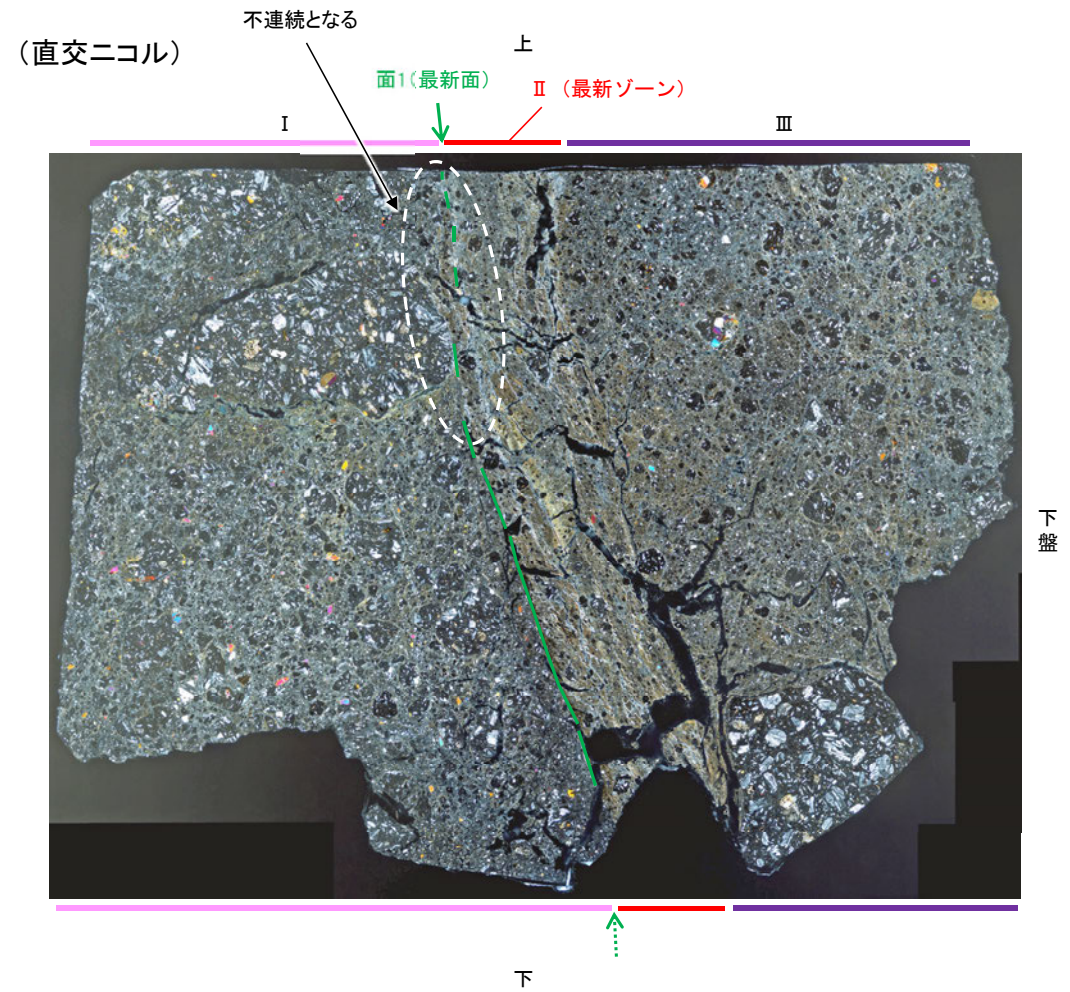 不連続となる
(直交ニコル)
上
面1(最新面)
Ⅱ (最新ゾーン)
Ⅰ
Ⅲ
下盤
下